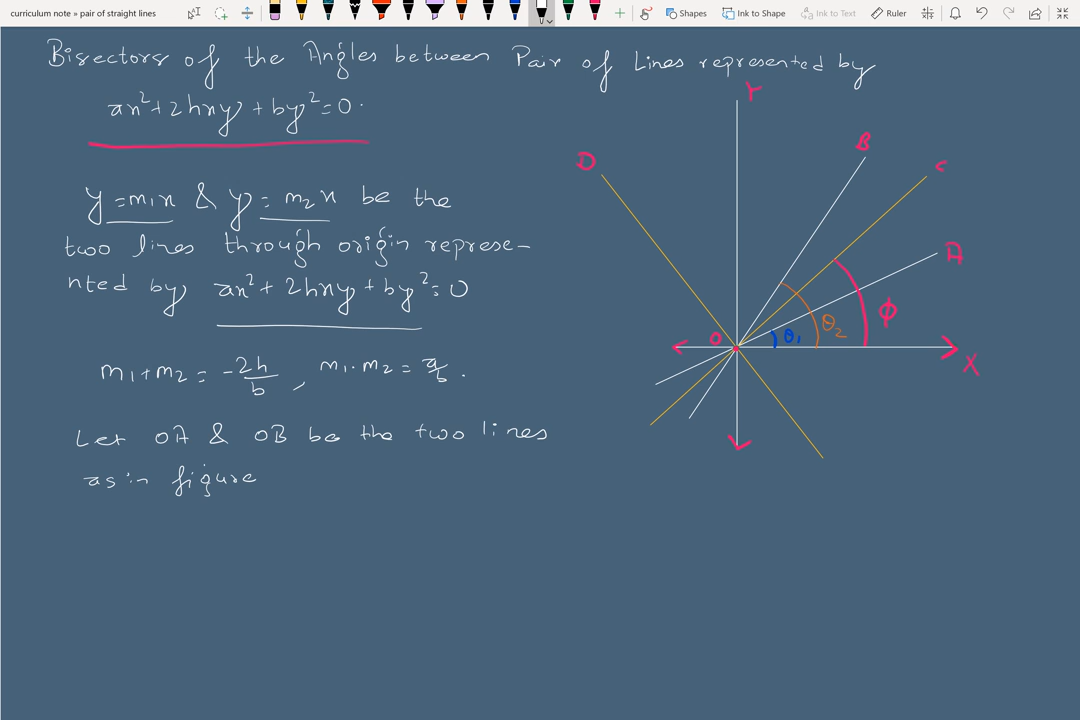 curriculum note » pair of straight lines
Shapes Ink to Shape Ink to Text Ruler
Bisectors of the Angles between Pair of Lines represented by
ax²+2hxy+by²=0.
y=m₁x & y=m₂x be the
two lines through origin represe-
nted by ax²+2hxy+by²=0
m₁+m₂ = -2h/b, m₁.m₂ = a/b.
Let OA & OB be the two lines
as in figure
Y
B
D
C
A
ϕ
θ₂
θ₁
O
X